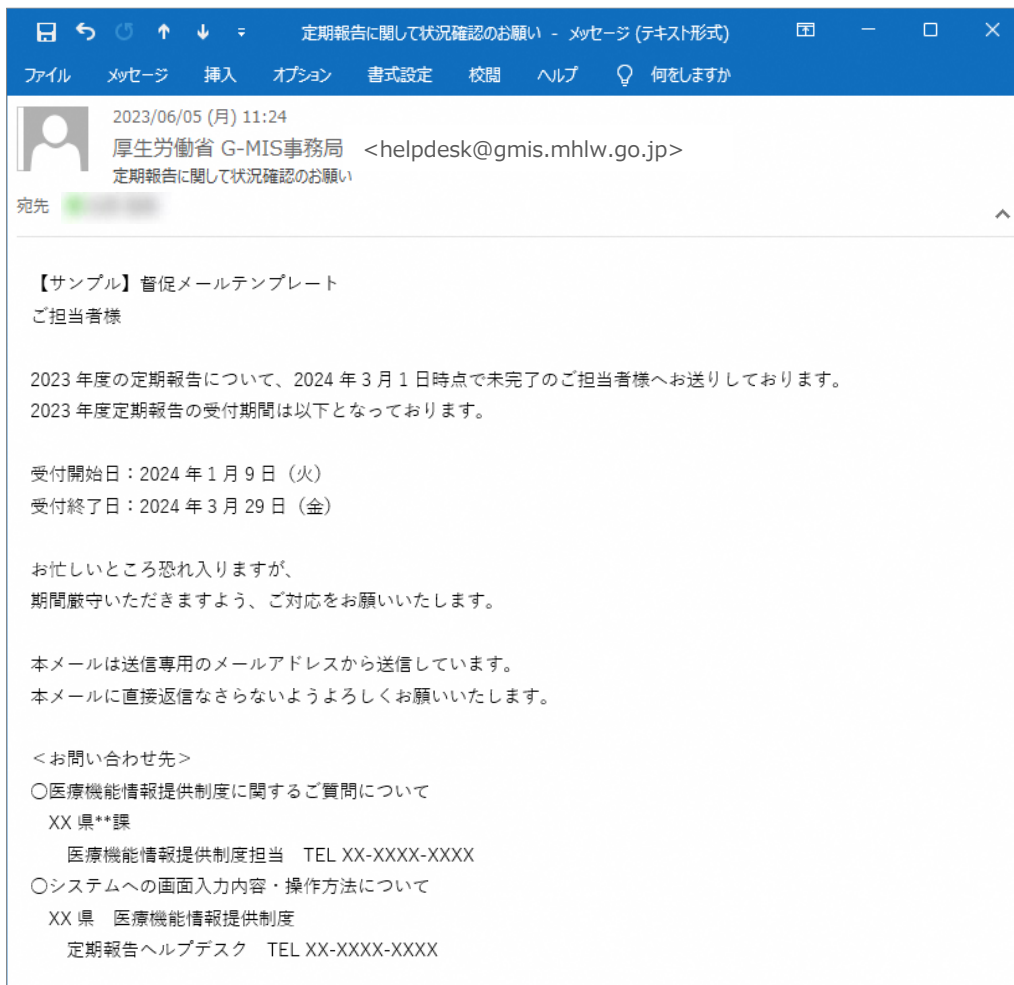 定期報告に関して状況確認のお願い - メッセージ (テキスト形式)
ファイル メッセージ 挿入 オプション 書式設定 校閲 ヘルプ 何をしますか
2023/06/05 (月) 11:24
厚生労働省 G-MIS事務局 <helpdesk@gmis.mhlw.go.jp>
定期報告に関して状況確認のお願い
宛先
【サンプル】督促メールテンプレート
ご担当者様
2023 年度の定期報告について、2024 年 3 月 1 日時点で未完了のご担当者様へお送りしております。
2023 年度定期報告の受付期間は以下となっております。
受付開始日：2024 年 1 月 9 日（火）
受付終了日：2024 年 3 月 29 日（金）
お忙しいところ恐れ入りますが、
期間厳守いただきますよう、ご対応をお願いいたします。
本メールは送信専用のメールアドレスから送信しています。
本メールに直接返信なさらないようよろしくお願いいたします。
＜お問い合わせ先＞
〇医療機能情報提供制度に関するご質問について
XX 県**課
医療機能情報提供制度担当 TEL XX-XXXX-XXXX
〇システムへの画面入力内容・操作方法について
XX 県 医療機能情報提供制度
定期報告ヘルプデスク TEL XX-XXXX-XXXX